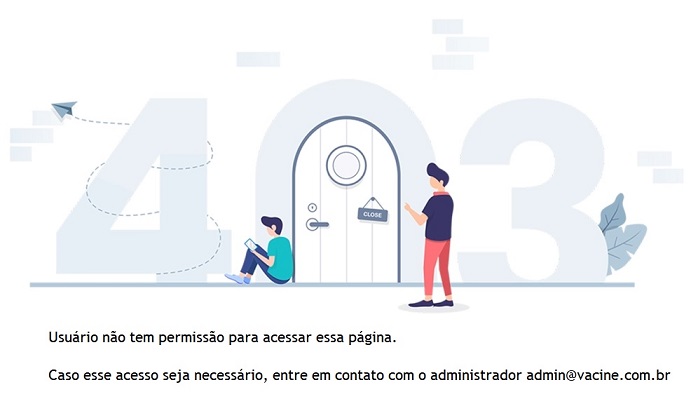 403
CLOSE
Usuário não tem permissão para acessar essa página.
Caso esse acesso seja necessário, entre em contato com o administrador admin@vacine.com.br